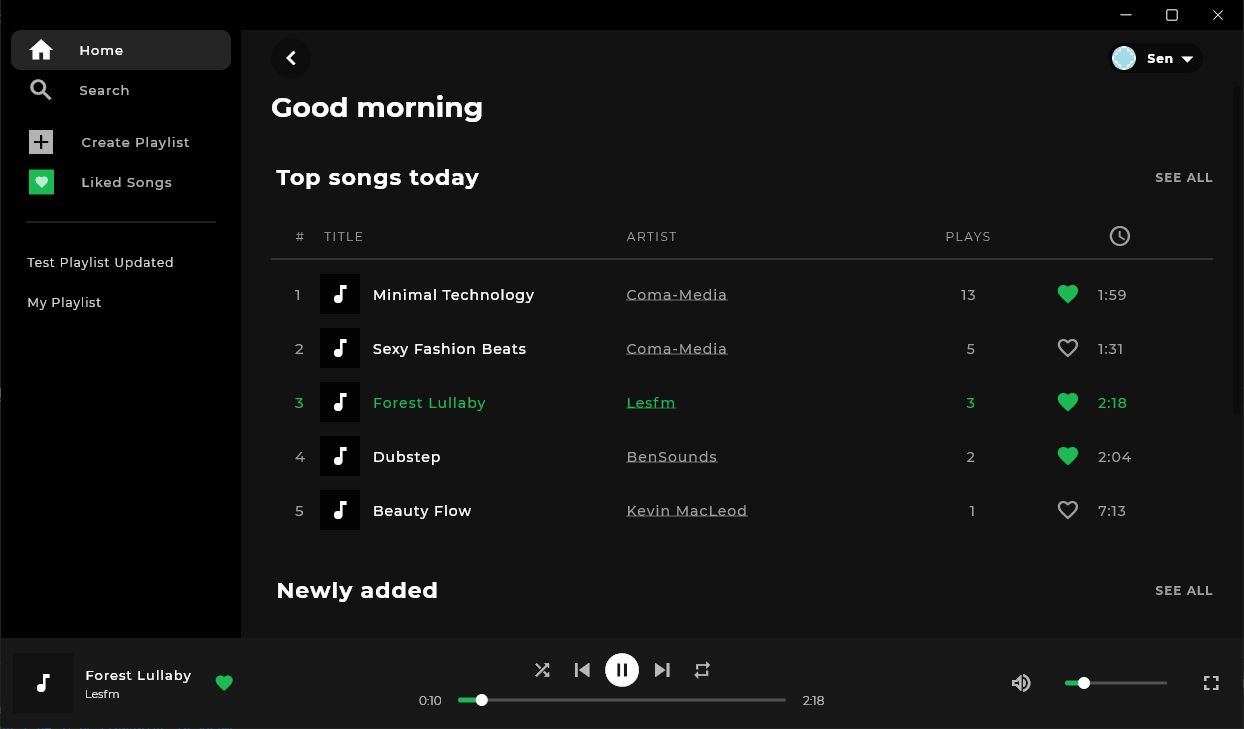 Home
Search
Create Playlist
Liked Songs
Test Playlist Updated
My Playlist
Sen
Good morning
Top songs today SEE ALL
# TITLE ARTIST PLAYS
1 Minimal Technology Coma-Media 13 1:59
2 Sexy Fashion Beats Coma-Media 5 1:31
3 Forest Lullaby Lesfm 3 2:18
4 Dubstep BenSounds 2 2:04
5 Beauty Flow Kevin MacLeod 1 7:13
Newly added SEE ALL
Forest Lullaby
Lesfm
0:10 2:18